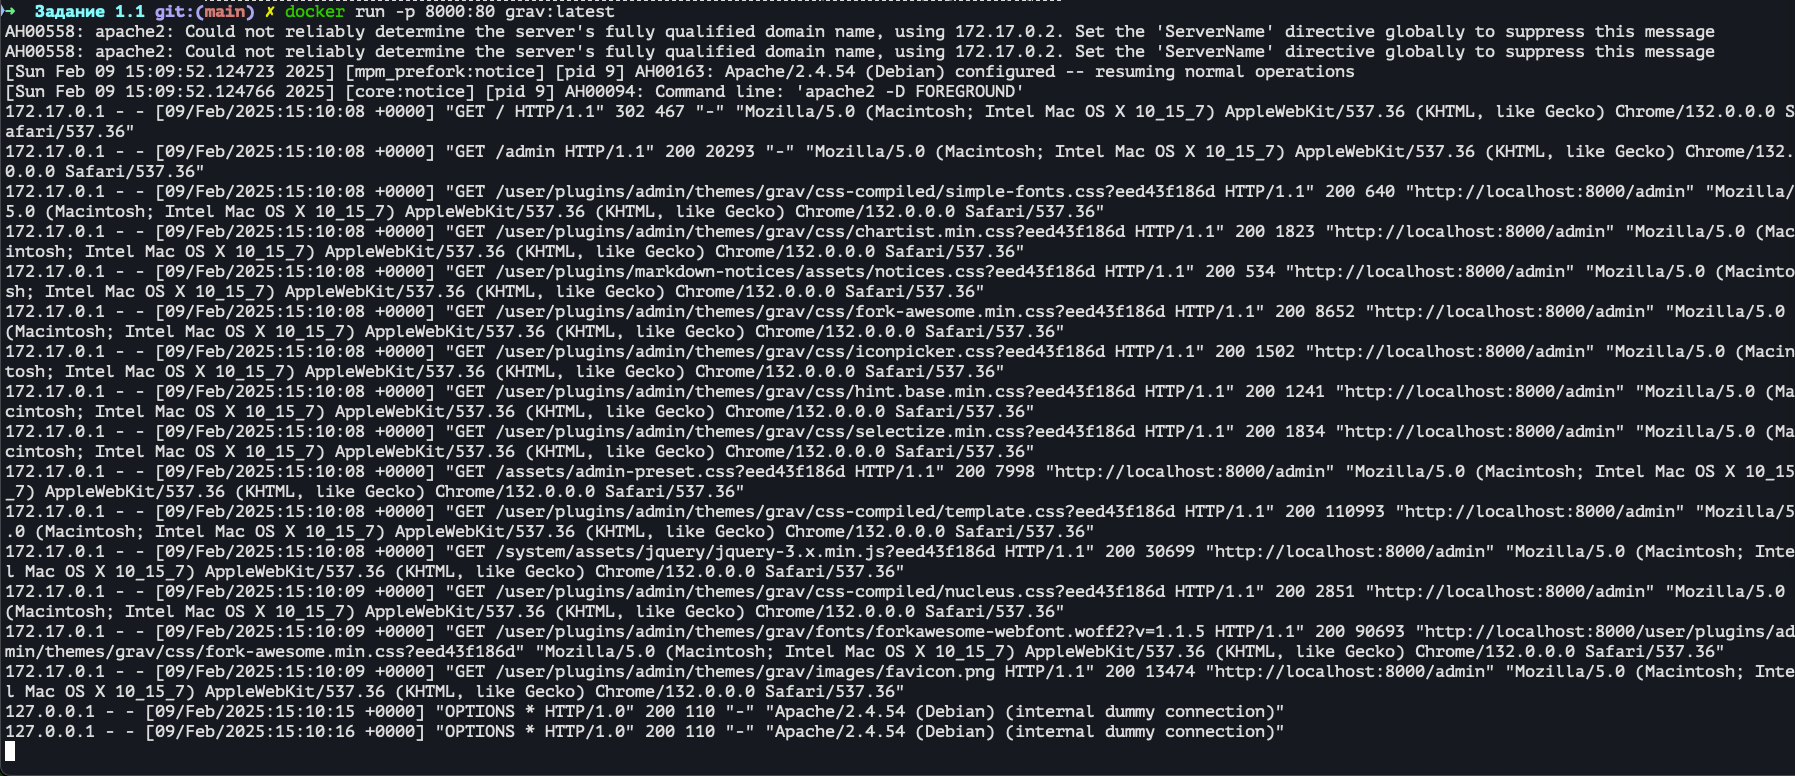 ➜  Задание 1.1 git:(main) ✗ docker run -p 8000:80 grav:latest
AH00558: apache2: Could not reliably determine the server's fully qualified domain name, using 172.17.0.2. Set the 'ServerName' directive globally to suppress this message
AH00558: apache2: Could not reliably determine the server's fully qualified domain name, using 172.17.0.2. Set the 'ServerName' directive globally to suppress this message
[Sun Feb 09 15:09:52.124723 2025] [mpm_prefork:notice] [pid 9] AH00163: Apache/2.4.54 (Debian) configured -- resuming normal operations
[Sun Feb 09 15:09:52.124766 2025] [core:notice] [pid 9] AH00094: Command line: 'apache2 -D FOREGROUND'
172.17.0.1 - - [09/Feb/2025:15:10:08 +0000] "GET / HTTP/1.1" 302 467 "-" "Mozilla/5.0 (Macintosh; Intel Mac OS X 10_15_7) AppleWebKit/537.36 (KHTML, like Gecko) Chrome/132.0.0.0 S
afari/537.36"
172.17.0.1 - - [09/Feb/2025:15:10:08 +0000] "GET /admin HTTP/1.1" 200 20293 "-" "Mozilla/5.0 (Macintosh; Intel Mac OS X 10_15_7) AppleWebKit/537.36 (KHTML, like Gecko) Chrome/132.
0.0.0 Safari/537.36"
172.17.0.1 - - [09/Feb/2025:15:10:08 +0000] "GET /user/plugins/admin/themes/grav/css-compiled/simple-fonts.css?eed43f186d HTTP/1.1" 200 640 "http://localhost:8000/admin" "Mozilla/
5.0 (Macintosh; Intel Mac OS X 10_15_7) AppleWebKit/537.36 (KHTML, like Gecko) Chrome/132.0.0.0 Safari/537.36"
172.17.0.1 - - [09/Feb/2025:15:10:08 +0000] "GET /user/plugins/admin/themes/grav/css/chartist.min.css?eed43f186d HTTP/1.1" 200 1823 "http://localhost:8000/admin" "Mozilla/5.0 (Mac
intosh; Intel Mac OS X 10_15_7) AppleWebKit/537.36 (KHTML, like Gecko) Chrome/132.0.0.0 Safari/537.36"
172.17.0.1 - - [09/Feb/2025:15:10:08 +0000] "GET /user/plugins/markdown-notices/assets/notices.css?eed43f186d HTTP/1.1" 200 534 "http://localhost:8000/admin" "Mozilla/5.0 (Macinto
sh; Intel Mac OS X 10_15_7) AppleWebKit/537.36 (KHTML, like Gecko) Chrome/132.0.0.0 Safari/537.36"
172.17.0.1 - - [09/Feb/2025:15:10:08 +0000] "GET /user/plugins/admin/themes/grav/css/fork-awesome.min.css?eed43f186d HTTP/1.1" 200 8652 "http://localhost:8000/admin" "Mozilla/5.0
(Macintosh; Intel Mac OS X 10_15_7) AppleWebKit/537.36 (KHTML, like Gecko) Chrome/132.0.0.0 Safari/537.36"
172.17.0.1 - - [09/Feb/2025:15:10:08 +0000] "GET /user/plugins/admin/themes/grav/css/iconpicker.css?eed43f186d HTTP/1.1" 200 1502 "http://localhost:8000/admin" "Mozilla/5.0 (Macin
tosh; Intel Mac OS X 10_15_7) AppleWebKit/537.36 (KHTML, like Gecko) Chrome/132.0.0.0 Safari/537.36"
172.17.0.1 - - [09/Feb/2025:15:10:08 +0000] "GET /user/plugins/admin/themes/grav/css/hint.base.min.css?eed43f186d HTTP/1.1" 200 1241 "http://localhost:8000/admin" "Mozilla/5.0 (Ma
cintosh; Intel Mac OS X 10_15_7) AppleWebKit/537.36 (KHTML, like Gecko) Chrome/132.0.0.0 Safari/537.36"
172.17.0.1 - - [09/Feb/2025:15:10:08 +0000] "GET /user/plugins/admin/themes/grav/css/selectize.min.css?eed43f186d HTTP/1.1" 200 1834 "http://localhost:8000/admin" "Mozilla/5.0 (Ma
cintosh; Intel Mac OS X 10_15_7) AppleWebKit/537.36 (KHTML, like Gecko) Chrome/132.0.0.0 Safari/537.36"
172.17.0.1 - - [09/Feb/2025:15:10:08 +0000] "GET /assets/admin-preset.css?eed43f186d HTTP/1.1" 200 7998 "http://localhost:8000/admin" "Mozilla/5.0 (Macintosh; Intel Mac OS X 10_15
_7) AppleWebKit/537.36 (KHTML, like Gecko) Chrome/132.0.0.0 Safari/537.36"
172.17.0.1 - - [09/Feb/2025:15:10:08 +0000] "GET /user/plugins/admin/themes/grav/css-compiled/template.css?eed43f186d HTTP/1.1" 200 110993 "http://localhost:8000/admin" "Mozilla/5
.0 (Macintosh; Intel Mac OS X 10_15_7) AppleWebKit/537.36 (KHTML, like Gecko) Chrome/132.0.0.0 Safari/537.36"
172.17.0.1 - - [09/Feb/2025:15:10:08 +0000] "GET /system/assets/jquery/jquery-3.x.min.js?eed43f186d HTTP/1.1" 200 30699 "http://localhost:8000/admin" "Mozilla/5.0 (Macintosh; Inte
l Mac OS X 10_15_7) AppleWebKit/537.36 (KHTML, like Gecko) Chrome/132.0.0.0 Safari/537.36"
172.17.0.1 - - [09/Feb/2025:15:10:09 +0000] "GET /user/plugins/admin/themes/grav/css-compiled/nucleus.css?eed43f186d HTTP/1.1" 200 2851 "http://localhost:8000/admin" "Mozilla/5.0
(Macintosh; Intel Mac OS X 10_15_7) AppleWebKit/537.36 (KHTML, like Gecko) Chrome/132.0.0.0 Safari/537.36"
172.17.0.1 - - [09/Feb/2025:15:10:09 +0000] "GET /user/plugins/admin/themes/grav/fonts/forkawesome-webfont.woff2?v=1.1.5 HTTP/1.1" 200 90693 "http://localhost:8000/user/plugins/ad
min/themes/grav/css/fork-awesome.min.css?eed43f186d" "Mozilla/5.0 (Macintosh; Intel Mac OS X 10_15_7) AppleWebKit/537.36 (KHTML, like Gecko) Chrome/132.0.0.0 Safari/537.36"
172.17.0.1 - - [09/Feb/2025:15:10:09 +0000] "GET /user/plugins/admin/themes/grav/images/favicon.png HTTP/1.1" 200 13474 "http://localhost:8000/admin" "Mozilla/5.0 (Macintosh; Inte
l Mac OS X 10_15_7) AppleWebKit/537.36 (KHTML, like Gecko) Chrome/132.0.0.0 Safari/537.36"
127.0.0.1 - - [09/Feb/2025:15:10:15 +0000] "OPTIONS * HTTP/1.0" 200 110 "-" "Apache/2.4.54 (Debian) (internal dummy connection)"
127.0.0.1 - - [09/Feb/2025:15:10:16 +0000] "OPTIONS * HTTP/1.0" 200 110 "-" "Apache/2.4.54 (Debian) (internal dummy connection)"